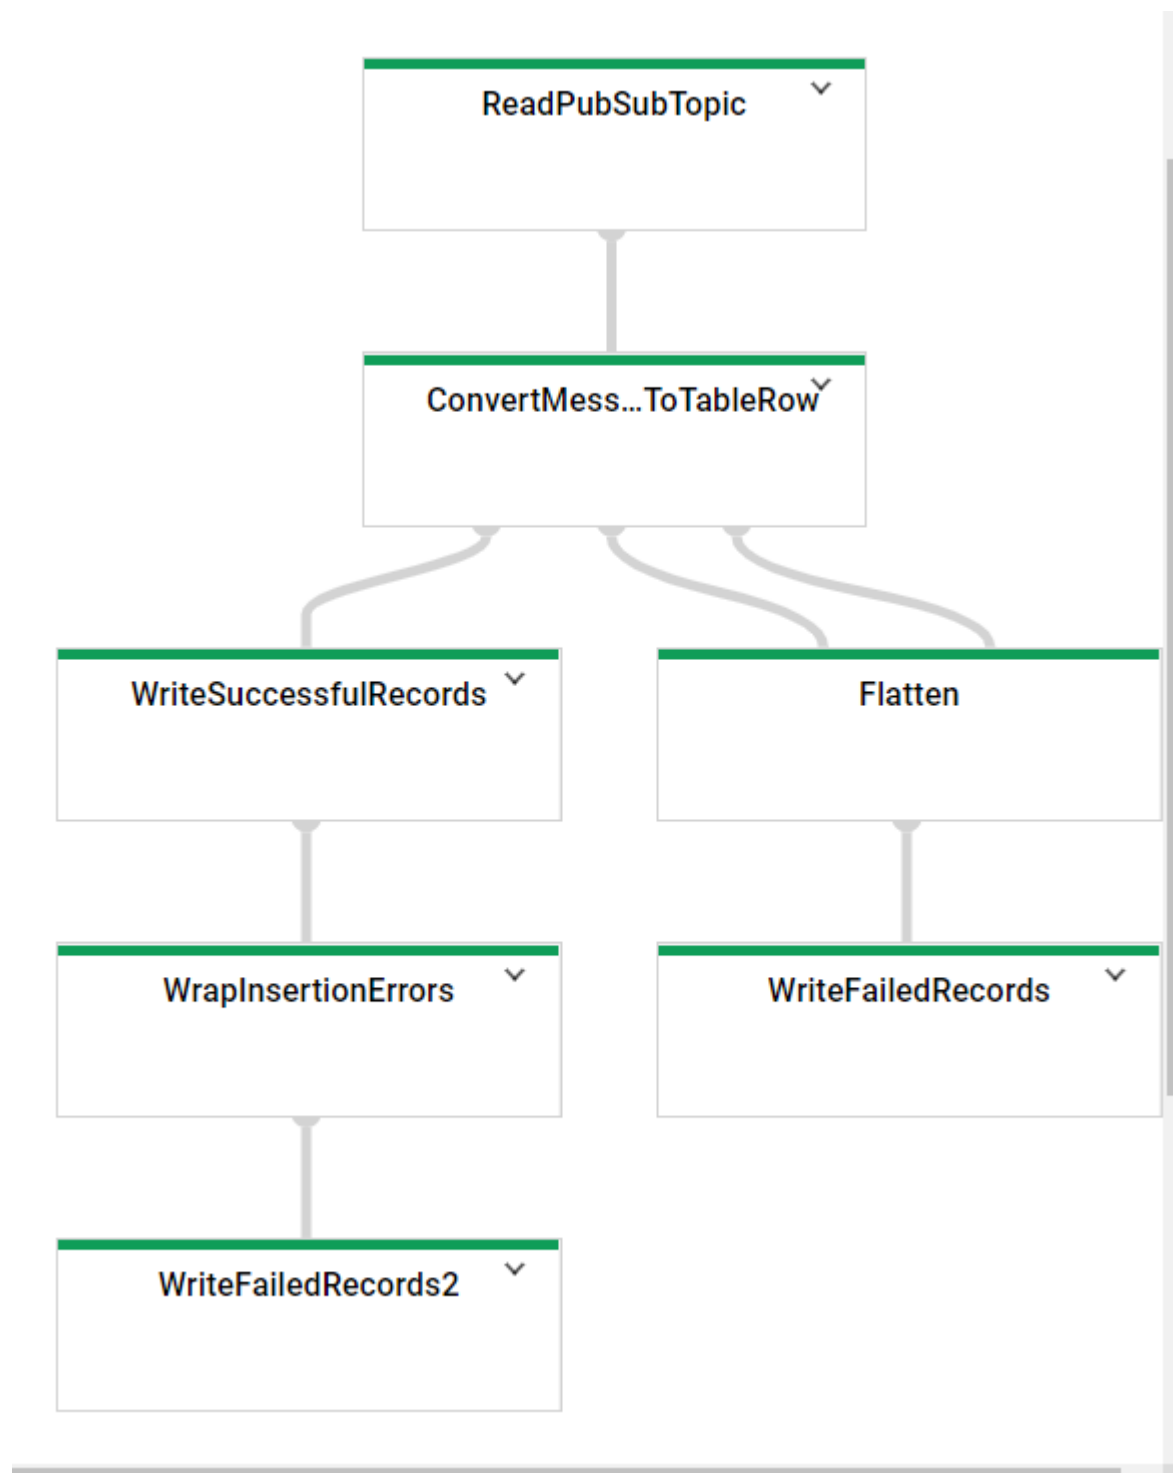 ReadPubSubTopic
ConvertMess...ToTableRow
WriteSuccessfulRecords
Flatten
WrapInsertionErrors
WriteFailedRecords
WriteFailedRecords2